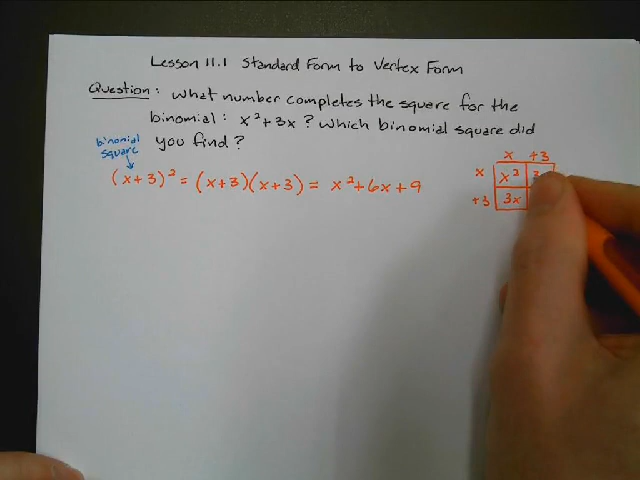 Lesson 11.1 Standard Form to Vertex Form
Question: What number completes the square for the
binomial: x²+3x? Which binomial square did
you find?
binomial
square
(x+3)² = (x+3)(x+3) = x²+6x+9
x +3
x x²
+3 3x